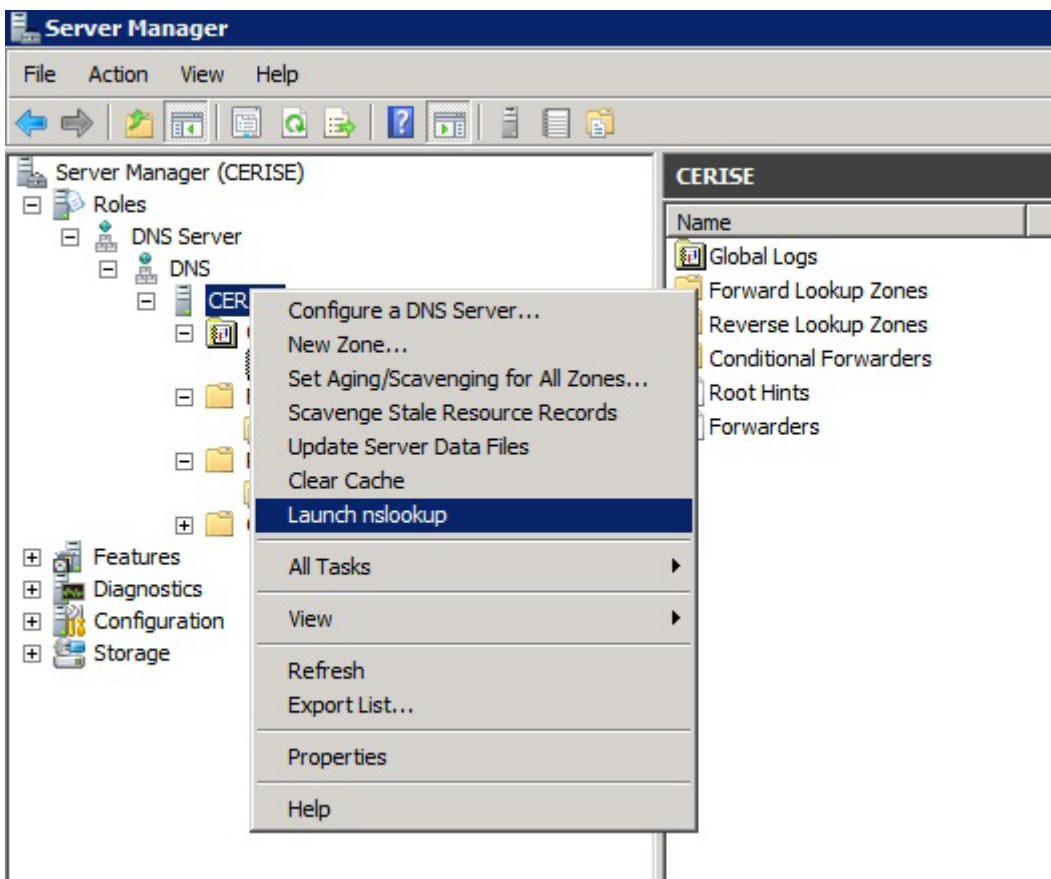 Server Manager
File Action View Help
Server Manager (CERISE)
Roles
DNS Server
DNS
CER
Configure a DNS Server...
New Zone...
Set Aging/Scavenging for All Zones...
Scavenge Stale Resource Records
Update Server Data Files
Clear Cache
Launch nslookup
All Tasks
View
Refresh
Export List...
Properties
Help
Features
Diagnostics
Configuration
Storage
CERISE
Name
Global Logs
Forward Lookup Zones
Reverse Lookup Zones
Conditional Forwarders
Root Hints
Forwarders